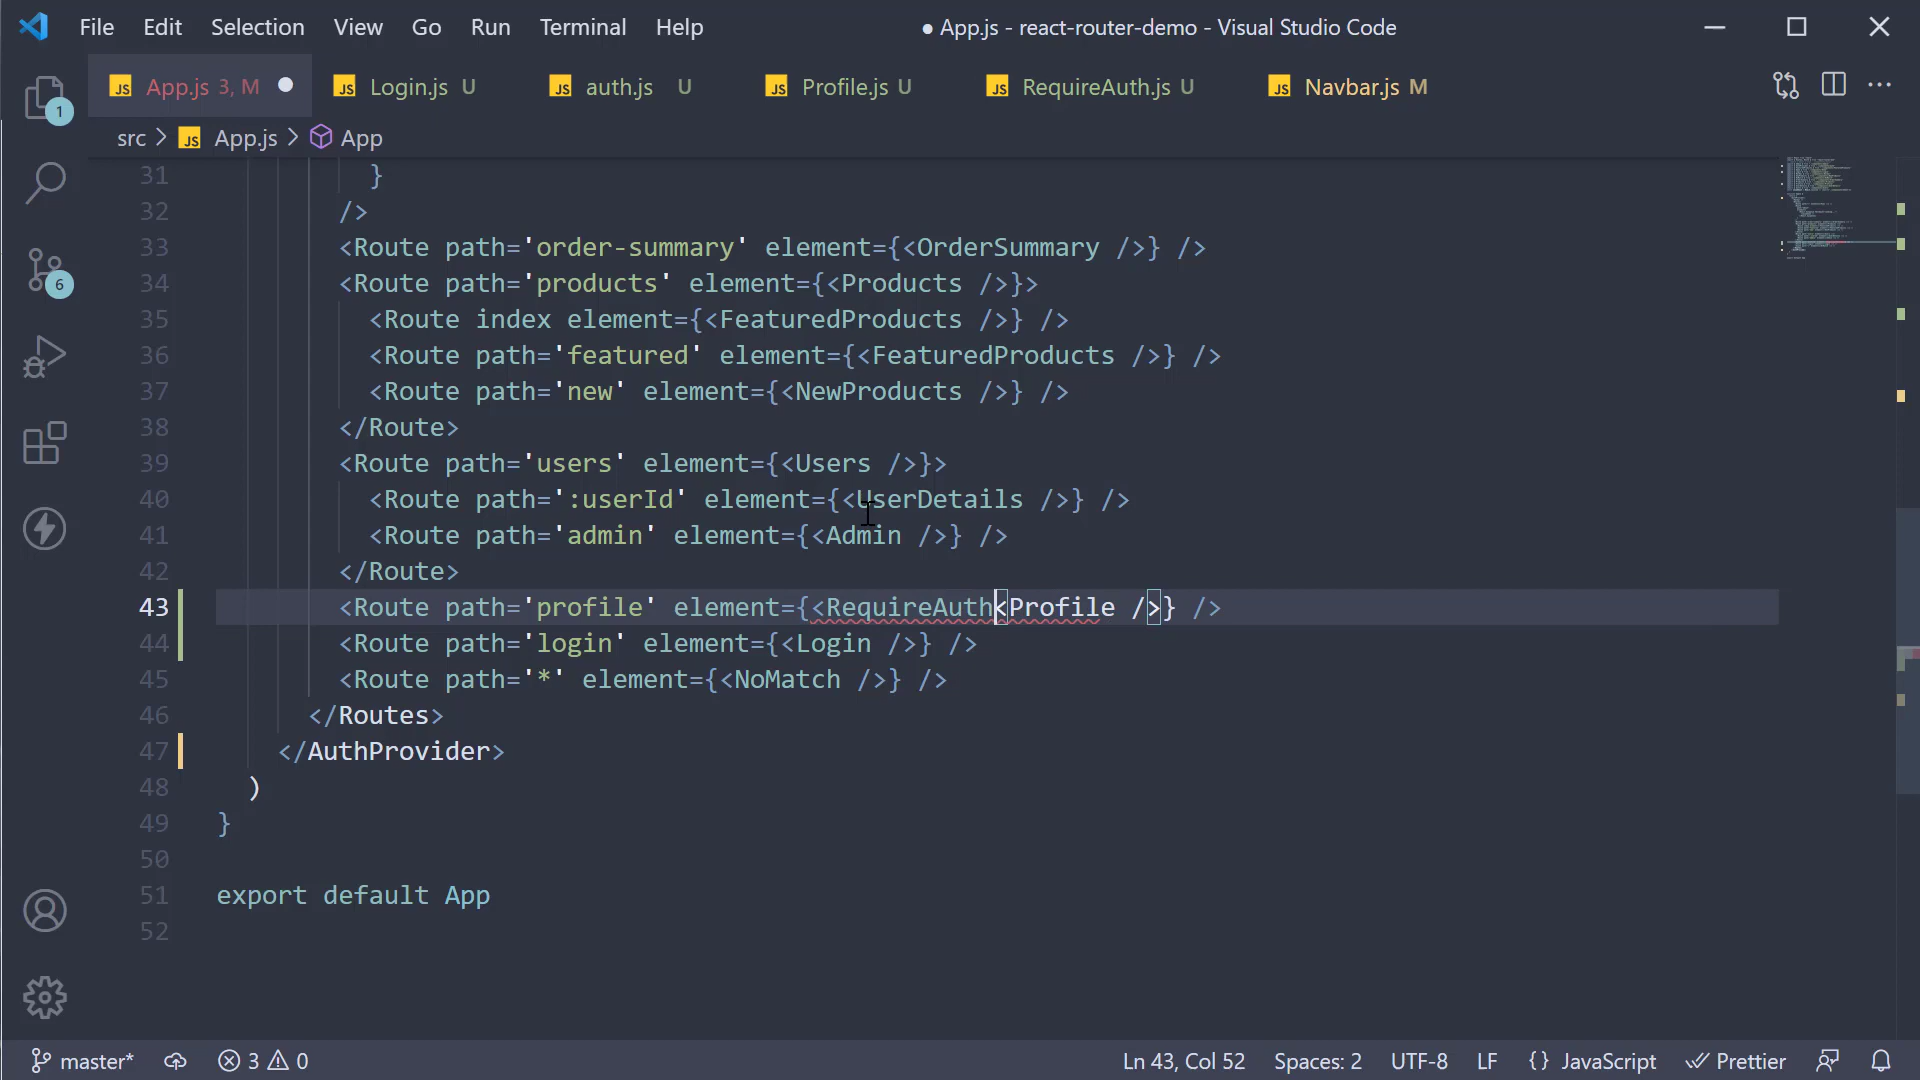 File Edit Selection View Go Run Terminal Help ● App.js - react-router-demo - Visual Studio Code
JS App.js 3, M JS Login.js U JS auth.js U JS Profile.js U JS RequireAuth.js U JS Navbar.js M
src > JS App.js > App
1
6
31 }
32 />
33 <Route path='order-summary' element={<OrderSummary />} />
34 <Route path='products' element={<Products />}>
35 <Route index element={<FeaturedProducts />} />
36 <Route path='featured' element={<FeaturedProducts />} />
37 <Route path='new' element={<NewProducts />} />
38 </Route>
39 <Route path='users' element={<Users />}>
40 <Route path=':userId' element={<UserDetails />} />
41 <Route path='admin' element={<Admin />} />
42 </Route>
43 <Route path='profile' element={<RequireAuth<Profile />} />
44 <Route path='login' element={<Login />} />
45 <Route path='*' element={<NoMatch />} />
46 </Routes>
47 </AuthProvider>
48 )
49 }
50
51 export default App
52
master* 3 0 Ln 43, Col 52 Spaces: 2 UTF-8 LF {} JavaScript Prettier